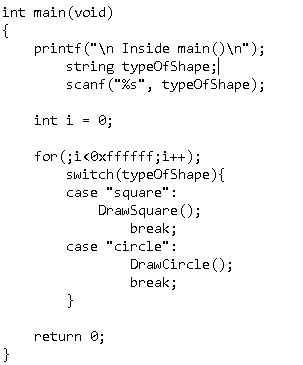 int main(void)
{
    printf("\n Inside main()\n");
        string typeOfShape;
        scanf("%s", typeOfShape);

    int i = 0;

    for(;i<0xffffff;i++);
        switch(typeOfShape){
        case "square":
            DrawSquare();
                break;
        case "circle":
                DrawCircle();
                break;
        }

    return 0;
}